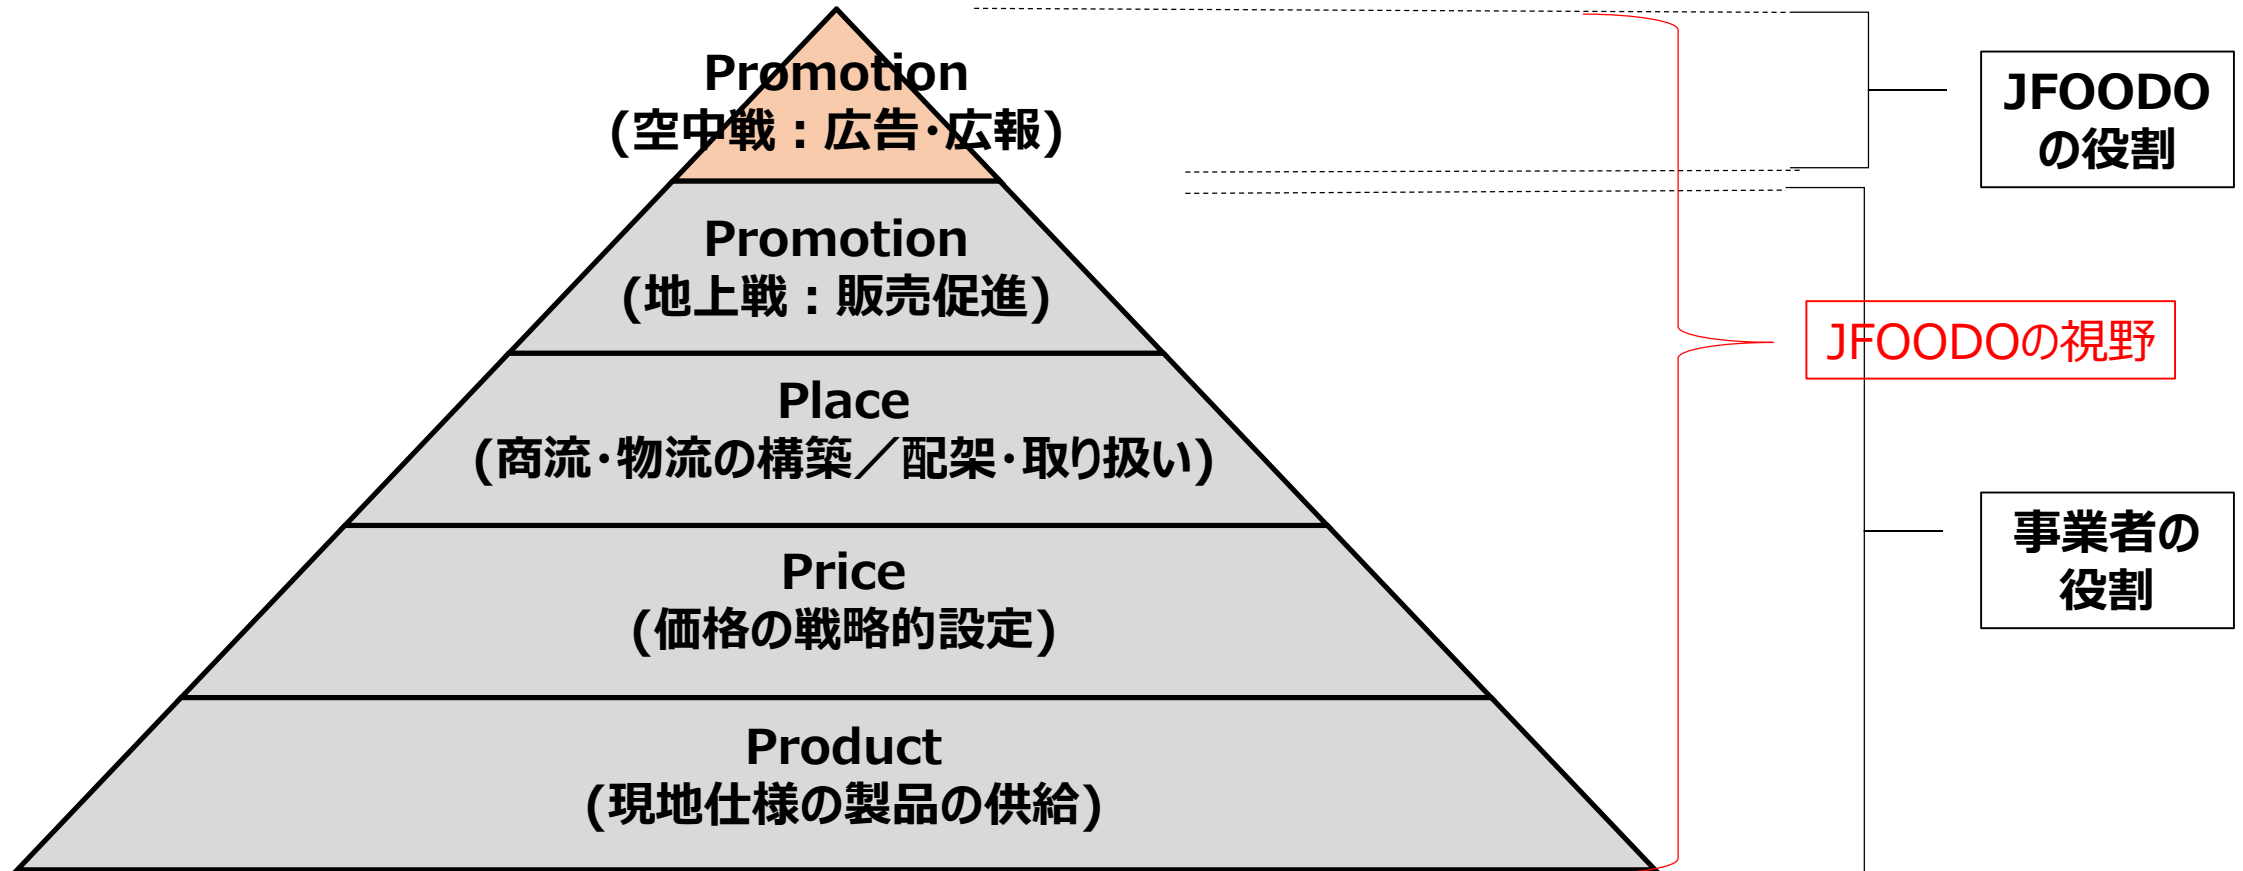 Promotion
(空中戦：広告･広報)
Promotion
(地上戦：販売促進)
Place
(商流･物流の構築／配架･取り扱い)
Price
(価格の戦略的設定)
Product
(現地仕様の製品の供給)
JFOODO
の役割
JFOODOの視野
事業者の
役割